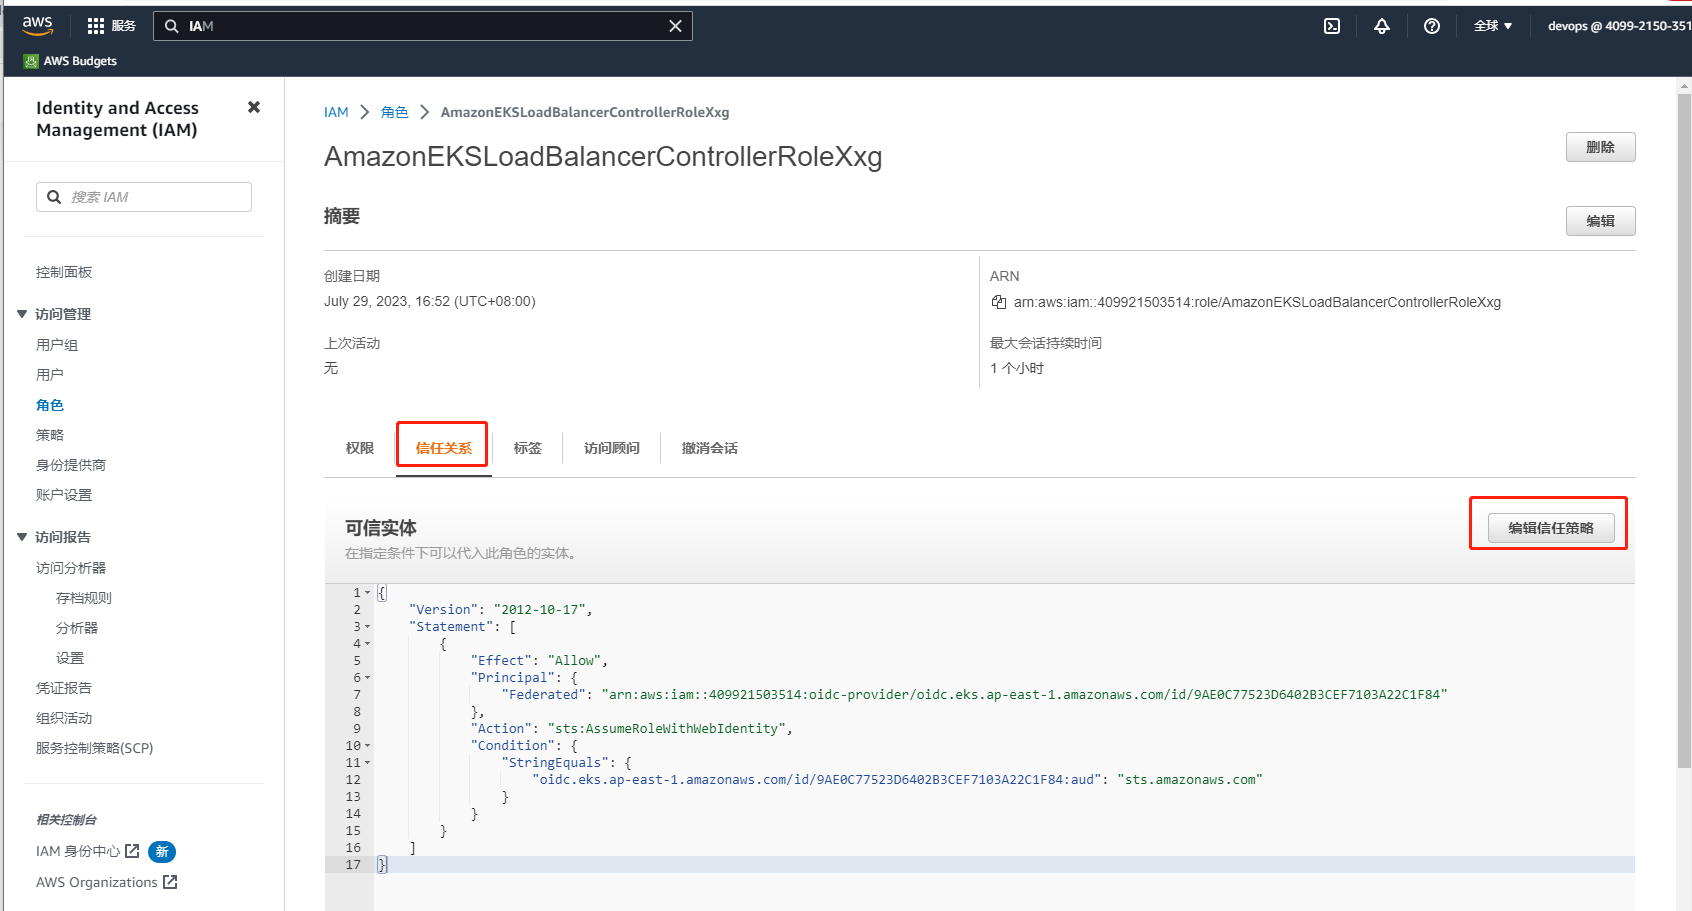 aws
服务
IAM
全球
devops @ 4099-2150-351
AWS Budgets
Identity and Access
Management (IAM)
搜索 IAM
控制面板
访问管理
用户组
用户
角色
策略
身份提供商
账户设置
访问报告
访问分析器
存档规则
分析器
设置
凭证报告
组织活动
服务控制策略(SCP)
相关控制台
IAM 身份中心 新
AWS Organizations
IAM
角色
AmazonEKSLoadBalancerControllerRoleXxg
AmazonEKSLoadBalancerControllerRoleXxg
删除
摘要
编辑
创建日期
July 29, 2023, 16:52 (UTC+08:00)
上次活动
无
ARN
arn:aws:iam::409921503514:role/AmazonEKSLoadBalancerControllerRoleXxg
最大会话持续时间
1 个小时
权限
信任关系
标签
访问顾问
撤消会话
可信实体
在指定条件下可以代入此角色的实体。
编辑信任策略
1 {
2 "Version": "2012-10-17",
3 "Statement": [
4 {
5 "Effect": "Allow",
6 "Principal": {
7 "Federated": "arn:aws:iam::409921503514:oidc-provider/oidc.eks.ap-east-1.amazonaws.com/id/9AE0C77523D6402B3CEF7103A22C1F84"
8 },
9 "Action": "sts:AssumeRoleWithWebIdentity",
10 "Condition": {
11 "StringEquals": {
12 "oidc.eks.ap-east-1.amazonaws.com/id/9AE0C77523D6402B3CEF7103A22C1F84:aud": "sts.amazonaws.com"
13 }
14 }
15 }
16 ]
17 }